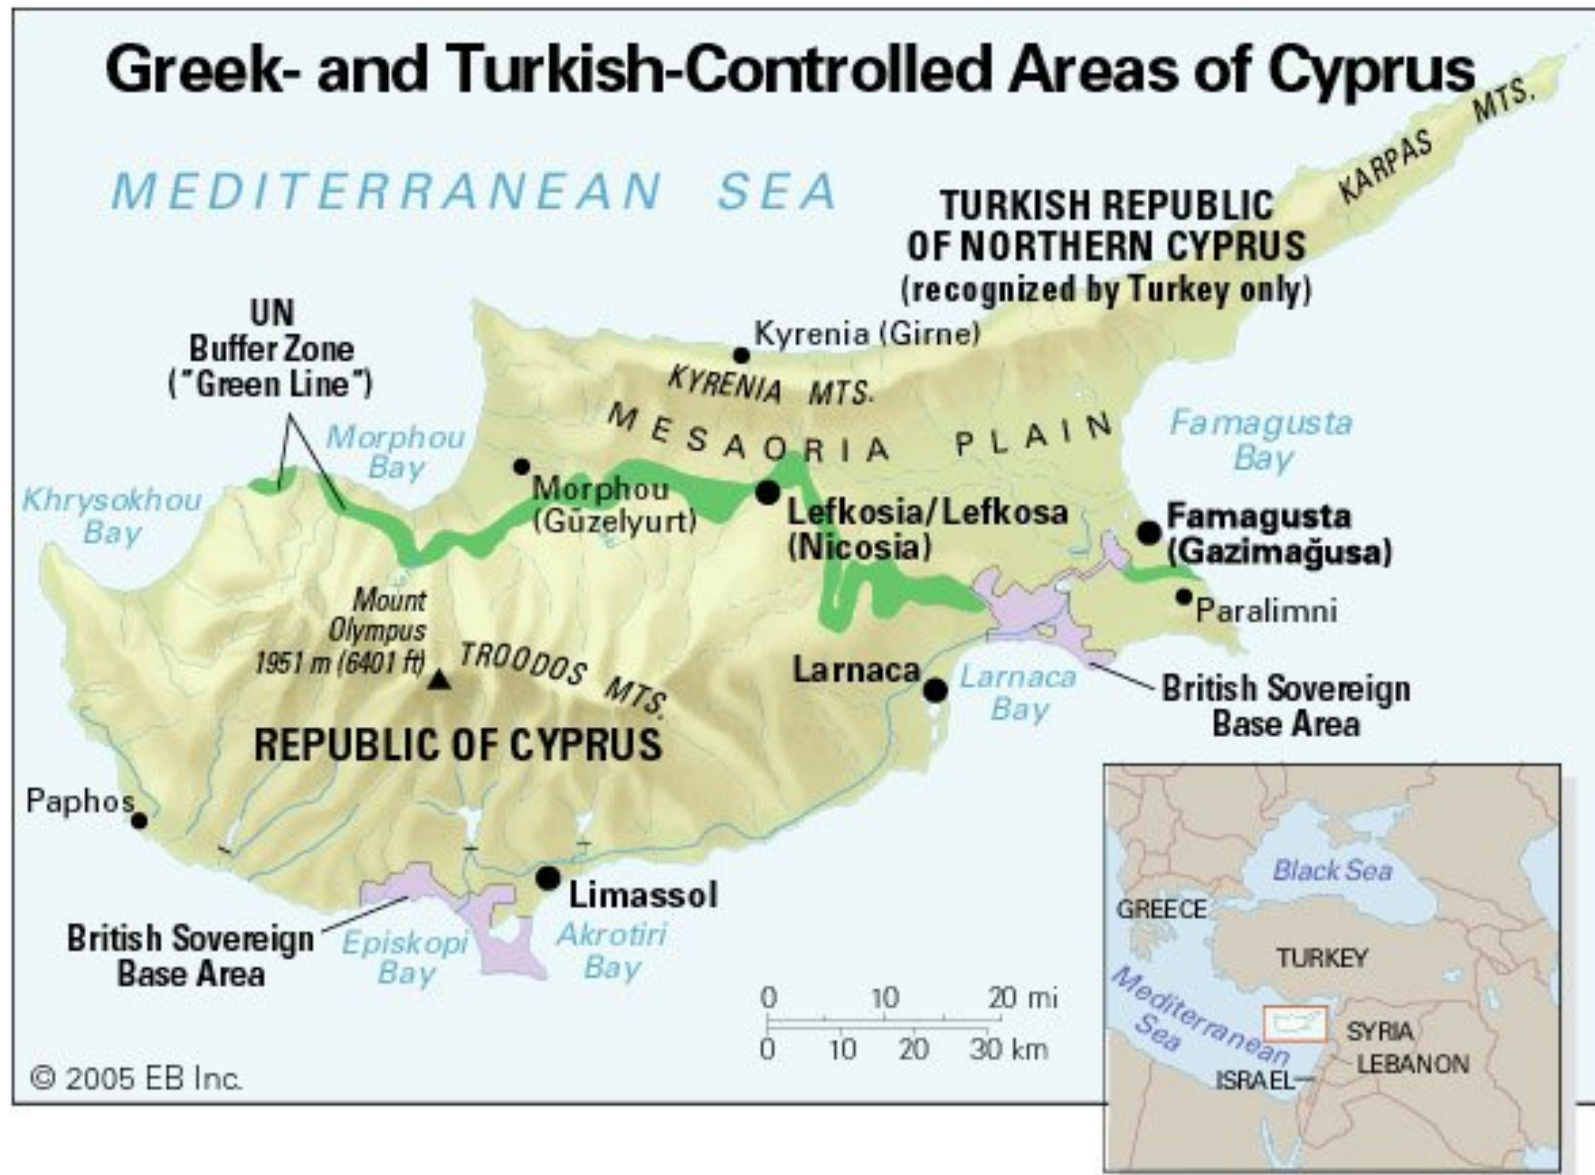 Greek- and Turkish-Controlled Areas of Cyprus
MEDITERRANEAN SEA
KARPAS MTS.
TURKISH REPUBLIC
OF NORTHERN CYPRUS
(recognized by Turkey only)
UN
Buffer Zone
("Green Line")
Kyrenia (Girne)
KYRENIA MTS.
MESAORIA PLAIN
Morphou
Bay
Famagusta
Bay
Khrysokhou
Bay
Morphou
(Gūzelyurt)
Lefkosia/Lefkosa
(Nicosia)
Famagusta
(Gazimağusa)
Paralimni
Mount
Olympus
1951 m (6401 ft)
TROODOS MTS.
Larnaca
Larnaca
Bay
British Sovereign
Base Area
REPUBLIC OF CYPRUS
Paphos
Limassol
British Sovereign
Base Area
Episkopi
Bay
Akrotiri
Bay
0 10 20 mi
0 10 20 30 km
© 2005 EB Inc.
Black Sea
GREECE
TURKEY
Mediterranean
Sea
SYRIA
LEBANON
ISRAEL